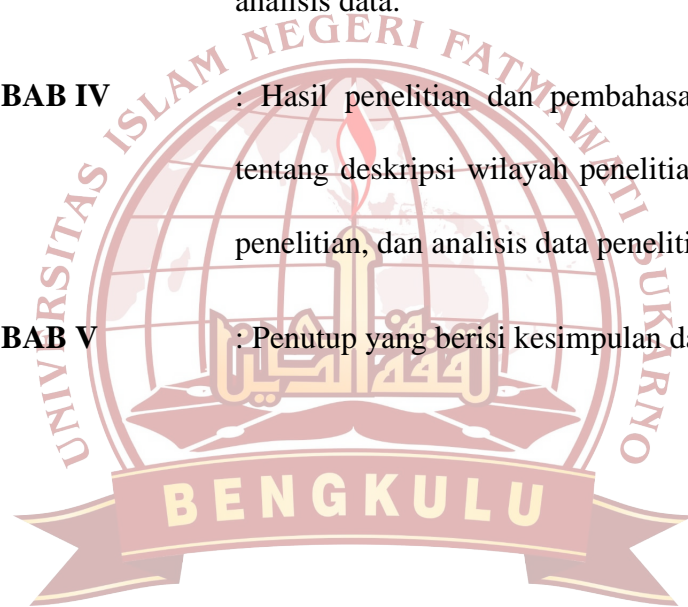 analisis data.
BAB IV : Hasil penelitian dan pembahasa
tentang deskripsi wilayah penelitia
penelitian, dan analisis data peneliti
BAB V : Penutup yang berisi kesimpulan da
UNIVERSITAS ISLAM NEGERI FATMAWATI SUKARNO
BENGKULU